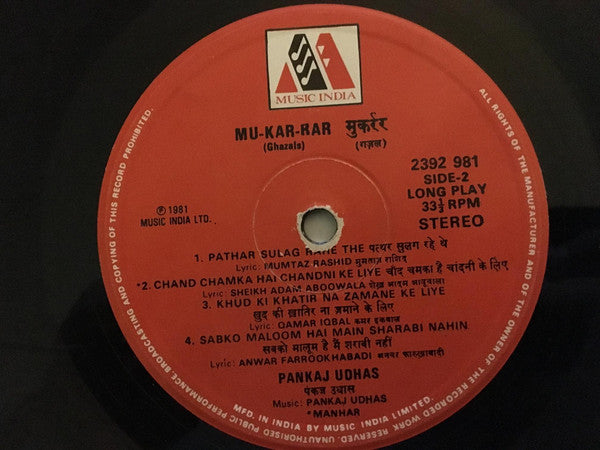 MUSIC INDIA
MU-KAR-RAR मुकर्रर
(Ghazals) (गज़ल)
2392 981
SIDE-2
LONG PLAY
33⅓ RPM
STEREO
℗ 1981
MUSIC INDIA LTD.
1. PATHAR SULAG RAHE THE पत्थर सुलग रहे थे
Lyric: MUMTAZ RASHID मुमताज़ राशिद
*2. CHAND CHAMKA HAI CHANDNI KE LIYE चाँद चमका है चांदनी के लिए
Lyric: SHEIKH ADAM ABOOWALA शेख़ आदम आबूवाला
3. KHUD KI KHATIR NA ZAMANE KE LIYE
खुद की ख़ातिर ना ज़माने के लिए
Lyric: QAMAR IQBAL कमर इकबाल
4. SABKO MALOOM HAI MAIN SHARABI NAHIN
सबको मालूम है मैं शराबी नहीं
Lyric: ANWAR FARROOKHABADI अनवर फारुखाबादी
PANKAJ UDHAS
पंकज उधास
Music: PANKAJ UDHAS
*MANHAR
MFD. IN INDIA BY MUSIC INDIA LIMITED.
ALL RIGHTS OF THE MANUFACTURER AND OF THE OWNER OF THE RECORDED WORK RESERVED. UNAUTHORISED PUBLIC PERFORMANCE BROADCASTING AND COPYING OF THIS RECORD PROHIBITED.